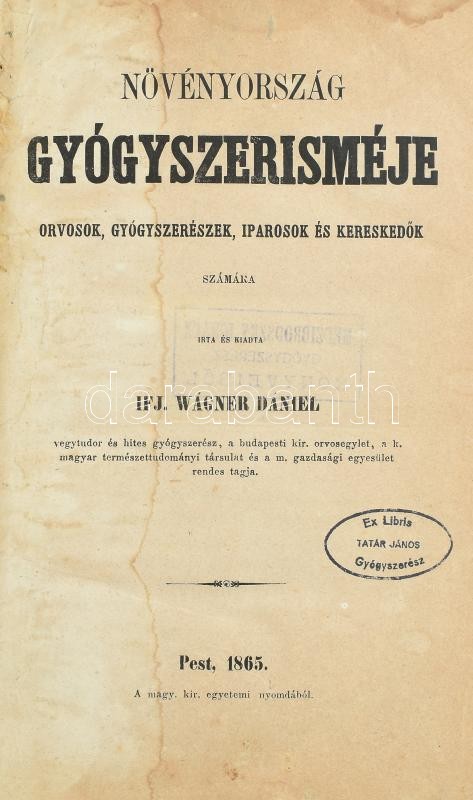 NÖVÉNYORSZÁG
GYÓGYSZERISMÉJE
ORVOSOK, GYÓGYSZERÉSZEK, IPAROSOK ÉS KERESKEDŐK
SZÁMÁRA
IRTA ÉS KIADTA
darabanth
IFJ. WÁGNER DÁNIEL
vegytudor és hites gyógyszerész, a budapesti kir. orvosegylet, a k.
magyar természettudományi társulat és a m. gazdasági egyesület
rendes tagja.
Ex Libris
TATÁR JÁNOS
Gyógyszerész
Pest, 1865.
A magy. kir. egyetemi nyomdából.